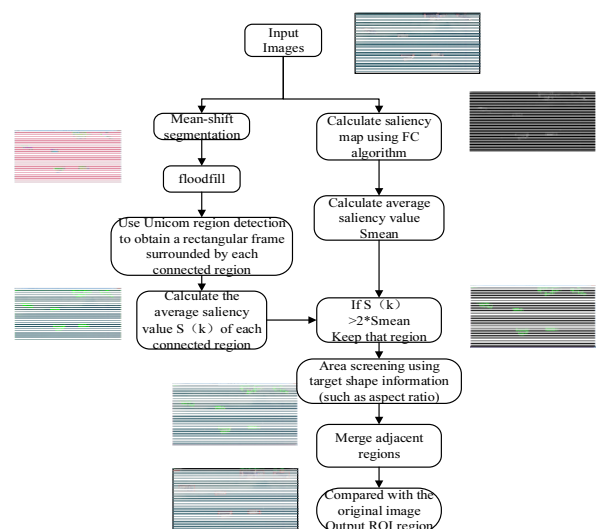 Input
Images
Mean-shift
segmentation
Calculate saliency
map using FC
algorithm
floodfill
Calculate average
saliency value
Smean
Use Unicom region detection
to obtain a rectangular frame
surrounded by each
connected region
Calculate the
average saliency
value S（k）of each
connected region
If S（k）
>2*Smean
Keep that region
Area screening using
target shape information
(such as aspect ratio)
Merge adjacent
regions
Compared with the
original image
Output ROI region